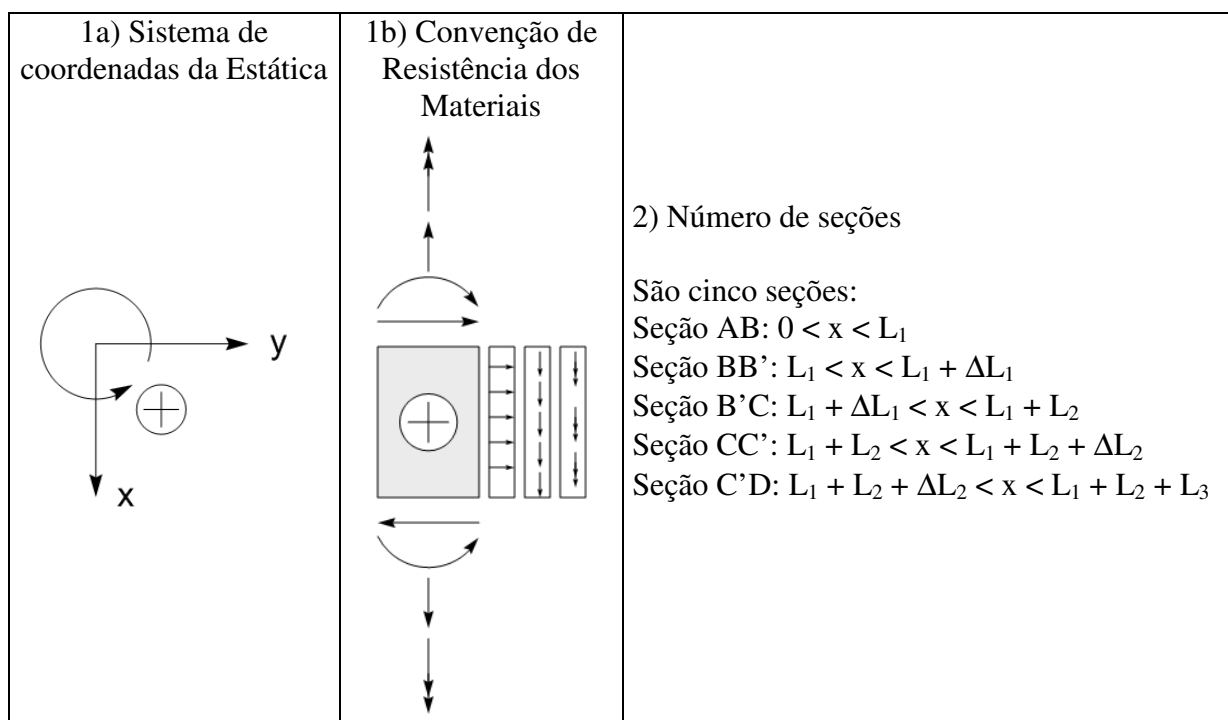 1a) Sistema de
coordenadas da Estática
y
x
1b) Convenção de
Resistência dos
Materiais
2) Número de seções
São cinco seções:
Seção AB: 0 < x < L₁
Seção BB’: L₁ < x < L₁ + ΔL₁
Seção B’C: L₁ + ΔL₁ < x < L₁ + L₂
Seção CC’: L₁ + L₂ < x < L₁ + L₂ + ΔL₂
Seção C’D: L₁ + L₂ + ΔL₂ < x < L₁ + L₂ + L₃